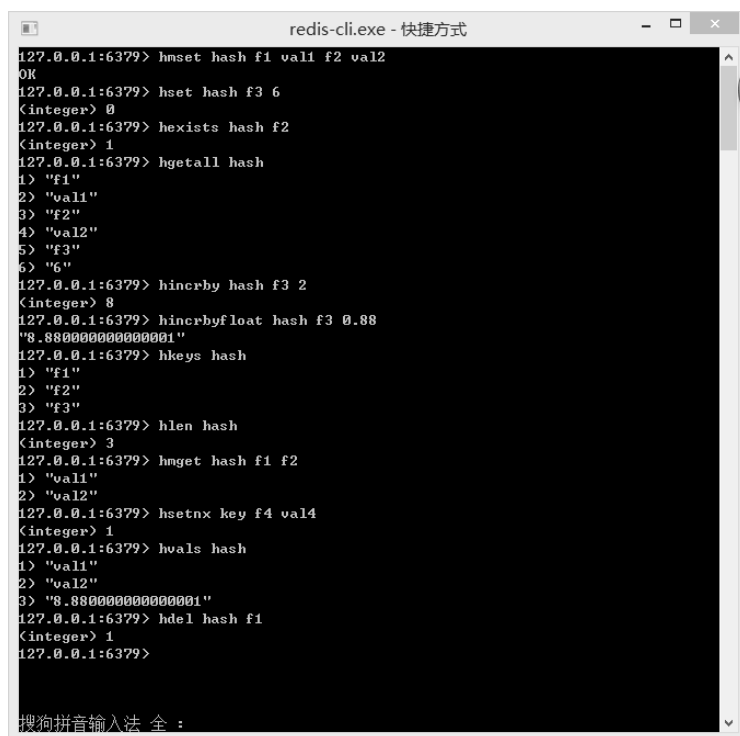 redis-cli.exe - 快捷方式
127.0.0.1:6379> hmset hash f1 val1 f2 val2
OK
127.0.0.1:6379> hset hash f3 6
(integer) 0
127.0.0.1:6379> hexists hash f2
(integer) 1
127.0.0.1:6379> hgetall hash
1) "f1"
2) "val1"
3) "f2"
4) "val2"
5) "f3"
6) "6"
127.0.0.1:6379> hincrby hash f3 2
(integer) 8
127.0.0.1:6379> hincrbyfloat hash f3 0.88
"8.880000000000001"
127.0.0.1:6379> hkeys hash
1) "f1"
2) "f2"
3) "f3"
127.0.0.1:6379> hlen hash
(integer) 3
127.0.0.1:6379> hmget hash f1 f2
1) "val1"
2) "val2"
127.0.0.1:6379> hsetnx key f4 val4
(integer) 1
127.0.0.1:6379> hvals hash
1) "val1"
2) "val2"
3) "8.880000000000001"
127.0.0.1:6379> hdel hash f1
(integer) 1
127.0.0.1:6379>
搜狗拼音输入法 全 :